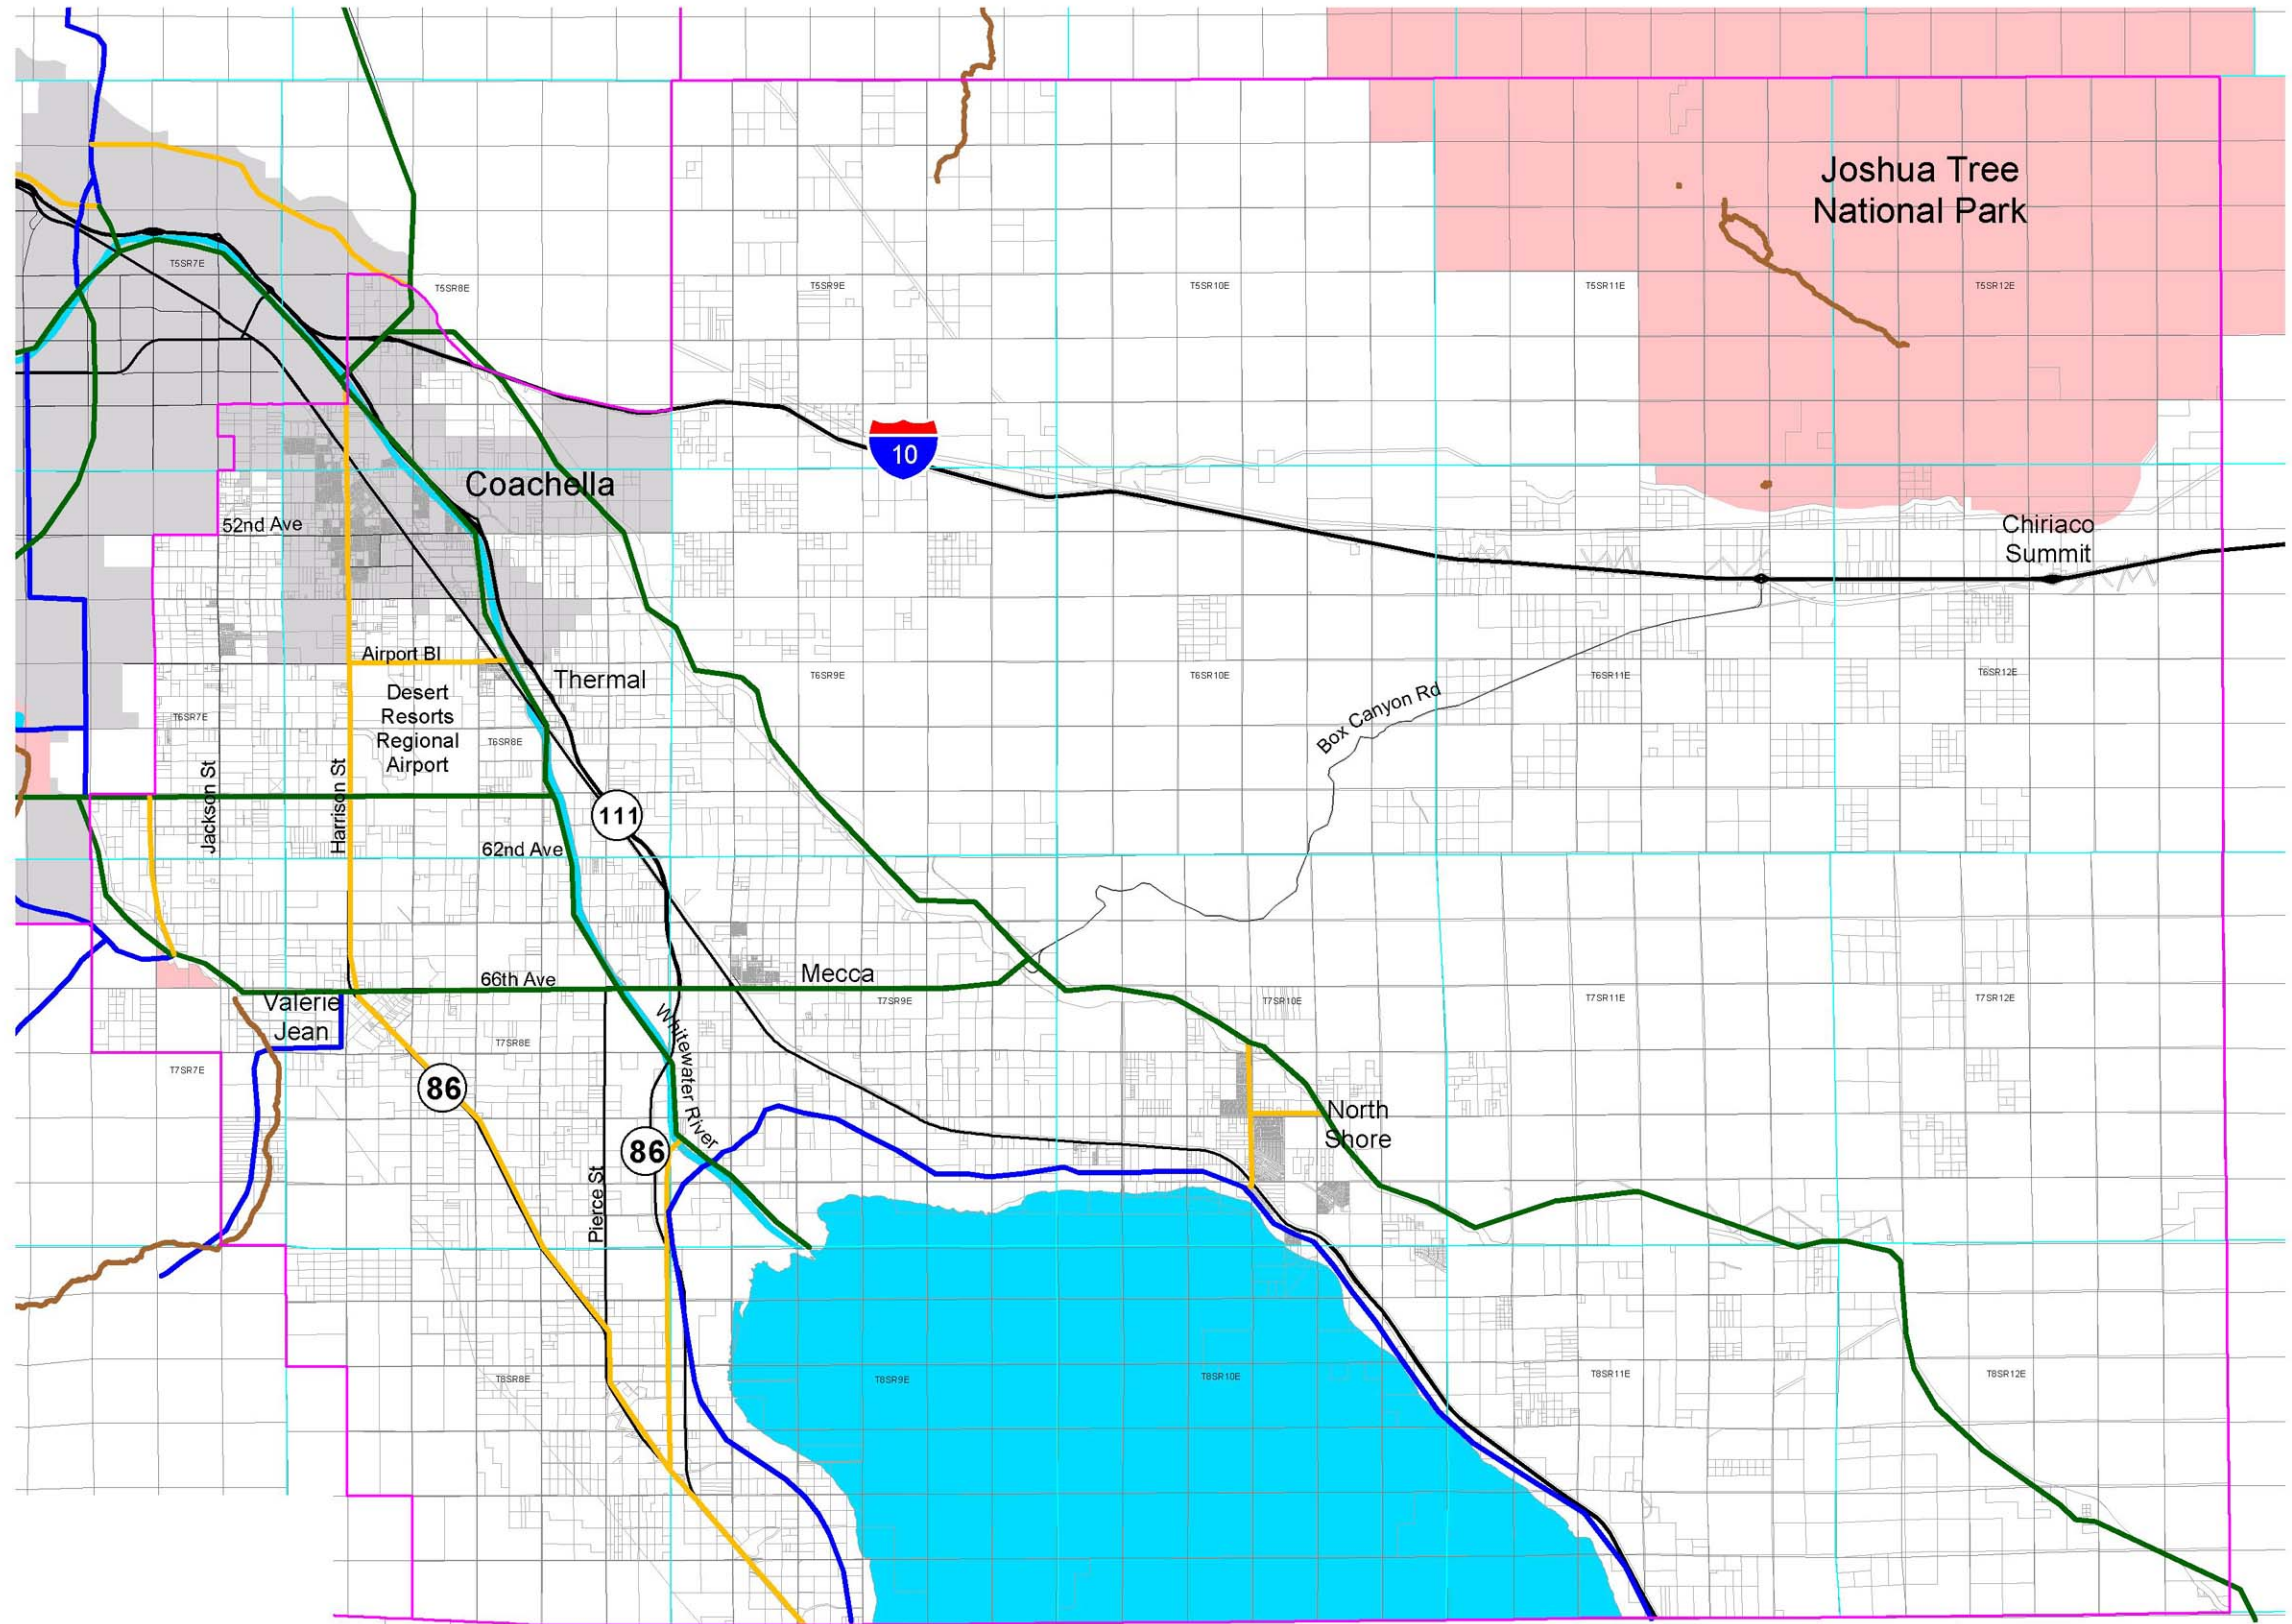 Joshua Tree
National Park
T5SR7E
T5SR8E
T5SR9E
T5SR10E
T5SR11E
T5SR12E
10
Coachella
52nd Ave
Chiriaco
Summit
Airport Bl
Thermal
T6SR9E
T6SR10E
T6SR11E
T6SR12E
Desert
Resorts
Regional
Airport
T6SR7E
T6SR8E
Box Canyon Rd
Jackson St
Harrison St
111
62nd Ave
66th Ave
Mecca
Valerie
Jean
T7SR9E
T7SR10E
T7SR11E
T7SR12E
Whitewater River
T7SR8E
T7SR7E
86
North
Shore
86
Pierce St
T8SR8E
T8SR9E
T8SR10E
T8SR11E
T8SR12E